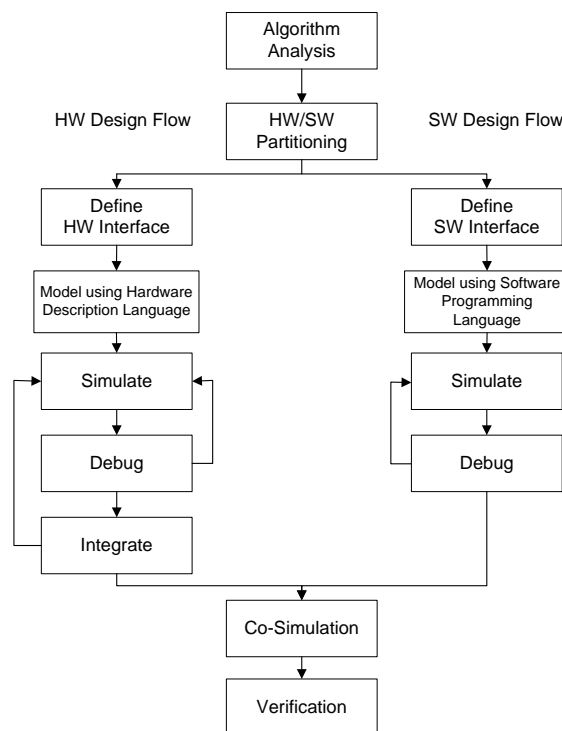 Algorithm
Analysis
HW Design Flow
HW/SW
Partitioning
SW Design Flow
Define
HW Interface
Define
SW Interface
Model using Hardware
Description Language
Model using Software
Programming
Language
Simulate
Simulate
Debug
Debug
Integrate
Co-Simulation
Verification